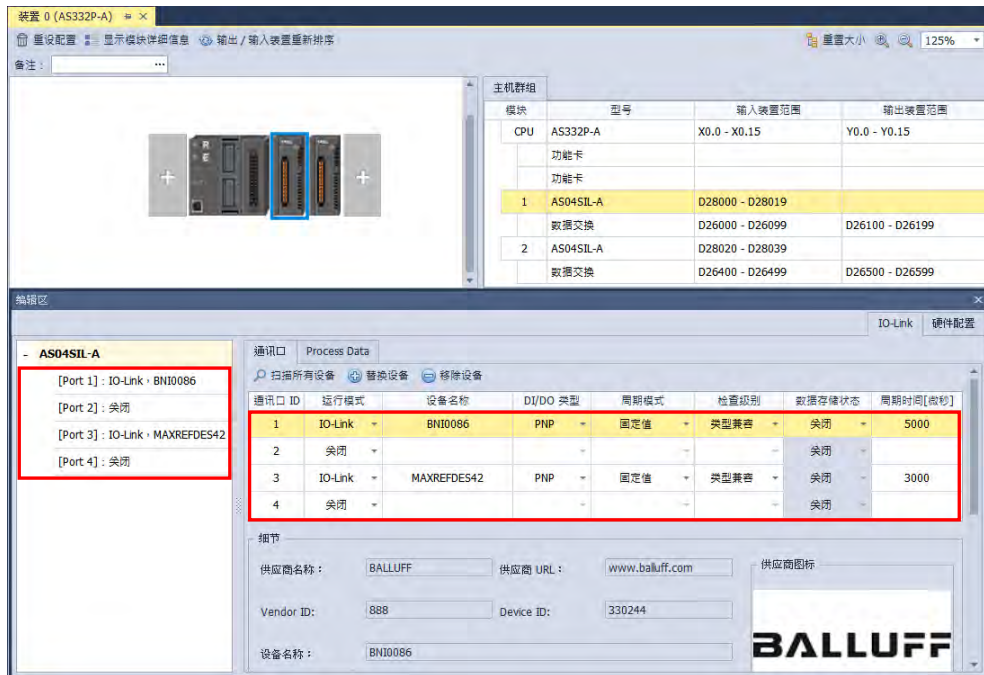 装置 0 (AS332P-A)
重设配置 显示模块详细信息 输出/输入装置重新排序 重置大小 125%
备注： ...
主机群组
模块 型号 输入装置范围 输出装置范围
CPU AS332P-A X0.0 - X0.15 Y0.0 - Y0.15
功能卡
功能卡
1 AS04SIL-A D28000 - D28019
数据交换 D26000 - D26099 D26100 - D26199
2 AS04SIL-A D28020 - D28039
数据交换 D26400 - D26499 D26500 - D26599
编辑区
IO-Link 硬件配置
- AS04SIL-A
[Port 1]：IO-Link，BNI0086
[Port 2]：关闭
[Port 3]：IO-Link，MAXREFDES42
[Port 4]：关闭
通讯口 Process Data
扫描所有设备 替换设备 移除设备
通讯口 ID 运行模式 设备名称 DI/DO 类型 周期模式 检查级别 数据存储状态 周期时间[微秒]
1 IO-Link BNI0086 PNP 固定值 类型兼容 关闭 5000
2 关闭 关闭
3 IO-Link MAXREFDES42 PNP 固定值 类型兼容 关闭 3000
4 关闭 关闭
细节
供应商名称： BALLUFF 供应商 URL： www.balluff.com 供应商图标
Vendor ID: 888 Device ID: 330244
设备名称： BNI0086
BALLUFF